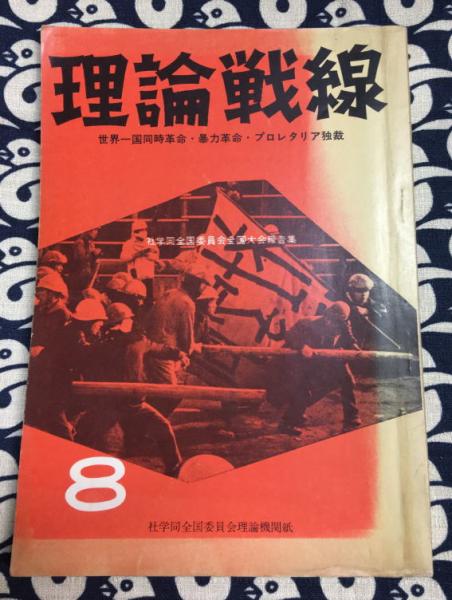 理論戦線
世界一国同時革命・暴力革命・プロレタリア独裁
社学同全国委員会全国大会報告集
8
社学同全国委員会理論機関紙